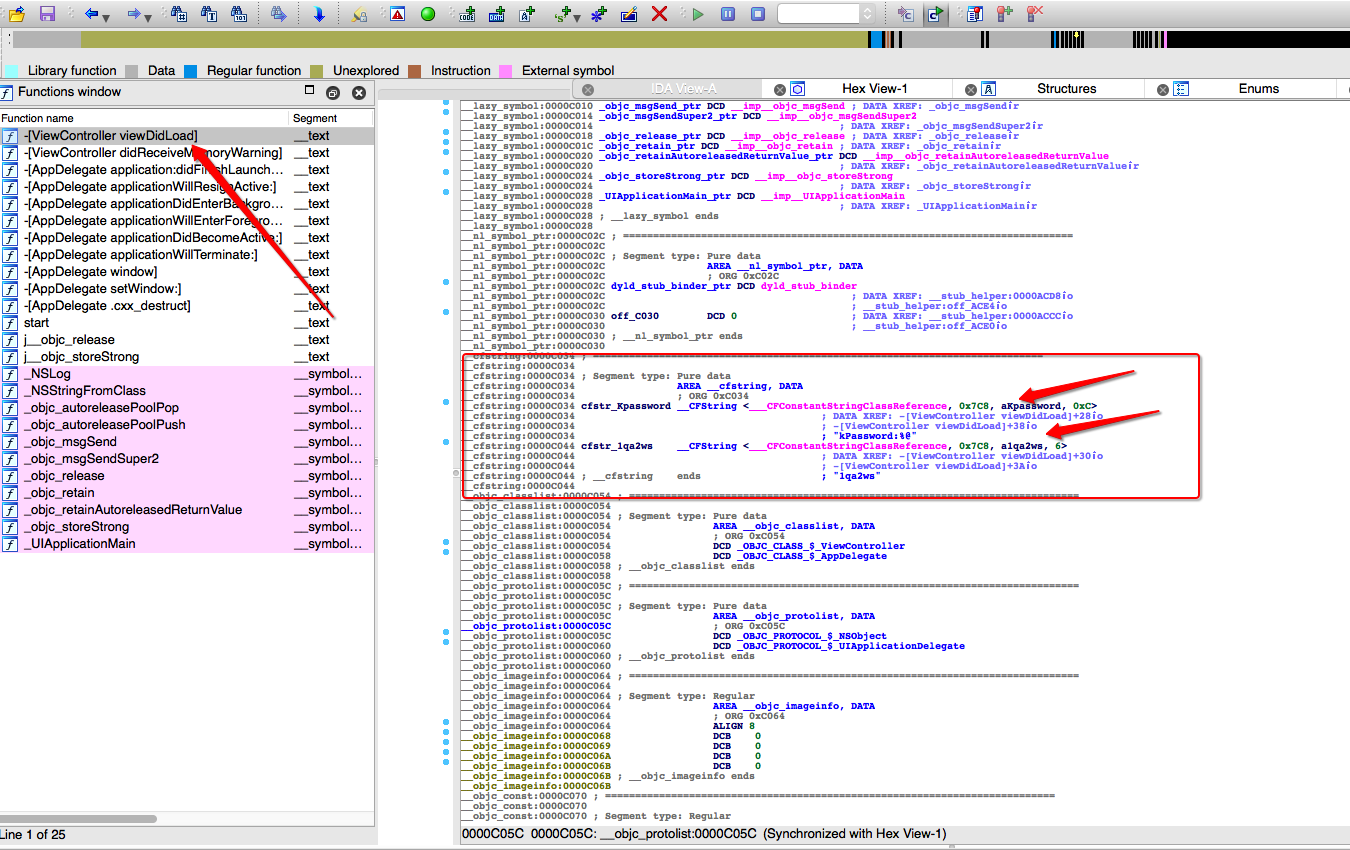 Library function Data Regular function Unexplored Instruction External symbol
Functions window
IDA View-A Hex View-1 Structures Enums
Function name Segment
-[ViewController viewDidLoad] __text
-[ViewController didReceiveMemoryWarning] __text
-[AppDelegate application:didFinishLaunch… __text
-[AppDelegate applicationWillResignActive:] __text
-[AppDelegate applicationDidEnterBackgro… __text
-[AppDelegate applicationWillEnterForegro… __text
-[AppDelegate applicationDidBecomeActive:] __text
-[AppDelegate applicationWillTerminate:] __text
-[AppDelegate window] __text
-[AppDelegate setWindow:] __text
-[AppDelegate .cxx_destruct] __text
start __text
j__objc_release __text
j__objc_storeStrong __text
_NSLog __symbol…
_NSStringFromClass __symbol…
_objc_autoreleasePoolPop __symbol…
_objc_autoreleasePoolPush __symbol…
_objc_msgSend __symbol…
_objc_msgSendSuper2 __symbol…
_objc_release __symbol…
_objc_retain __symbol…
_objc_retainAutoreleasedReturnValue __symbol…
_objc_storeStrong __symbol…
_UIApplicationMain __symbol…
Line 1 of 25
__lazy_symbol:0000C010 _objc_msgSend_ptr DCD __imp__objc_msgSend ; DATA XREF: _objc_msgSend↑r
__lazy_symbol:0000C014 _objc_msgSendSuper2_ptr DCD __imp__objc_msgSendSuper2
__lazy_symbol:0000C014 ; DATA XREF: _objc_msgSendSuper2↑r
__lazy_symbol:0000C018 _objc_release_ptr DCD __imp__objc_release ; DATA XREF: _objc_release↑r
__lazy_symbol:0000C01C _objc_retain_ptr DCD __imp__objc_retain ; DATA XREF: _objc_retain↑r
__lazy_symbol:0000C020 _objc_retainAutoreleasedReturnValue_ptr DCD __imp__objc_retainAutoreleasedReturnValue
__lazy_symbol:0000C020 ; DATA XREF: _objc_retainAutoreleasedReturnValue↑r
__lazy_symbol:0000C024 _objc_storeStrong_ptr DCD __imp__objc_storeStrong
__lazy_symbol:0000C024 ; DATA XREF: _objc_storeStrong↑r
__lazy_symbol:0000C028 _UIApplicationMain_ptr DCD __imp__UIApplicationMain
__lazy_symbol:0000C028 ; DATA XREF: _UIApplicationMain↑r
__lazy_symbol:0000C028 ; __lazy_symbol ends
__lazy_symbol:0000C028
__nl_symbol_ptr:0000C02C ; ===========================================================================
__nl_symbol_ptr:0000C02C
__nl_symbol_ptr:0000C02C ; Segment type: Pure data
__nl_symbol_ptr:0000C02C AREA __nl_symbol_ptr, DATA
__nl_symbol_ptr:0000C02C ; ORG 0xC02C
__nl_symbol_ptr:0000C02C dyld_stub_binder_ptr DCD dyld_stub_binder
__nl_symbol_ptr:0000C02C ; DATA XREF: __stub_helper:0000ACD8↑o
__nl_symbol_ptr:0000C02C ; __stub_helper:off_ACE4↑o
__nl_symbol_ptr:0000C030 off_C030 DCD 0 ; DATA XREF: __stub_helper:0000ACCC↑o
__nl_symbol_ptr:0000C030 ; __stub_helper:off_ACE0↑o
__nl_symbol_ptr:0000C030 ; __nl_symbol_ptr ends
__nl_symbol_ptr:0000C030
__cfstring:0000C034 ; ===========================================================================
__cfstring:0000C034
__cfstring:0000C034 ; Segment type: Pure data
__cfstring:0000C034 AREA __cfstring, DATA
__cfstring:0000C034 ; ORG 0xC034
__cfstring:0000C034 cfstr_Kpassword __CFString <___CFConstantStringClassReference, 0x7C8, aKpassword, 0xC>
__cfstring:0000C034 ; DATA XREF: -[ViewController viewDidLoad]+28↑o
__cfstring:0000C034 ; -[ViewController viewDidLoad]+38↑o
__cfstring:0000C034 ; "kPassword:%@"
__cfstring:0000C044 cfstr_1qa2ws __CFString <___CFConstantStringClassReference, 0x7C8, a1qa2ws, 6>
__cfstring:0000C044 ; DATA XREF: -[ViewController viewDidLoad]+30↑o
__cfstring:0000C044 ; -[ViewController viewDidLoad]+3A↑o
__cfstring:0000C044 ; __cfstring ends ; "1qa2ws"
__cfstring:0000C044
__objc_classlist:0000C054 ; ===========================================================================
__objc_classlist:0000C054
__objc_classlist:0000C054 ; Segment type: Pure data
__objc_classlist:0000C054 AREA __objc_classlist, DATA
__objc_classlist:0000C054 ; ORG 0xC054
__objc_classlist:0000C054 DCD _OBJC_CLASS_$_ViewController
__objc_classlist:0000C058 DCD _OBJC_CLASS_$_AppDelegate
__objc_classlist:0000C058 ; __objc_classlist ends
__objc_classlist:0000C058
__objc_protolist:0000C05C ; ===========================================================================
__objc_protolist:0000C05C
__objc_protolist:0000C05C ; Segment type: Pure data
__objc_protolist:0000C05C AREA __objc_protolist, DATA
__objc_protolist:0000C05C ; ORG 0xC05C
__objc_protolist:0000C05C DCD _OBJC_PROTOCOL_$_NSObject
__objc_protolist:0000C060 DCD _OBJC_PROTOCOL_$_UIApplicationDelegate
__objc_protolist:0000C060 ; __objc_protolist ends
__objc_protolist:0000C060
__objc_imageinfo:0000C064 ; ===========================================================================
__objc_imageinfo:0000C064
__objc_imageinfo:0000C064 ; Segment type: Regular
__objc_imageinfo:0000C064 AREA __objc_imageinfo, DATA
__objc_imageinfo:0000C064 ; ORG 0xC064
__objc_imageinfo:0000C064 ALIGN 8
__objc_imageinfo:0000C068 DCB 0
__objc_imageinfo:0000C069 DCB 0
__objc_imageinfo:0000C06A DCB 0
__objc_imageinfo:0000C06B DCB 0
__objc_imageinfo:0000C06B ; __objc_imageinfo ends
__objc_imageinfo:0000C06B
__objc_const:0000C070 ; ===========================================================================
__objc_const:0000C070
__objc_const:0000C070 ; Segment type: Regular
0000C05C 0000C05C: __objc_protolist:0000C05C (Synchronized with Hex View-1)